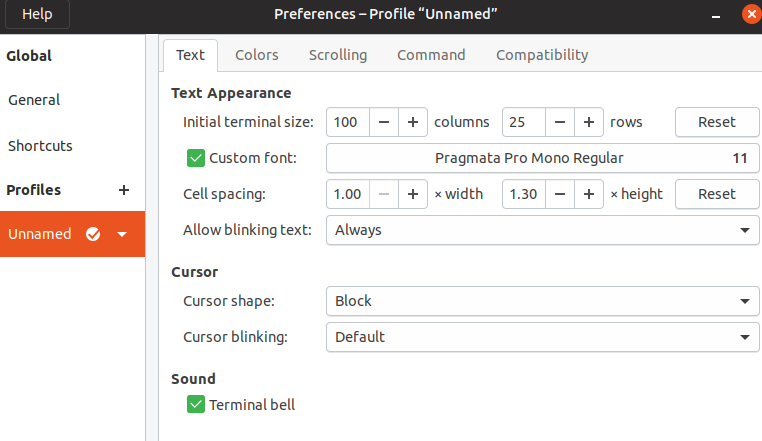 Help
Preferences – Profile “Unnamed”
Global
General
Shortcuts
Profiles
Unnamed
Text Colors Scrolling Command Compatibility
Text Appearance
Initial terminal size: 100 columns 25 rows Reset
Custom font: Pragmata Pro Mono Regular 11
Cell spacing: 1.00 × width 1.30 × height Reset
Allow blinking text: Always
Cursor
Cursor shape: Block
Cursor blinking: Default
Sound
Terminal bell